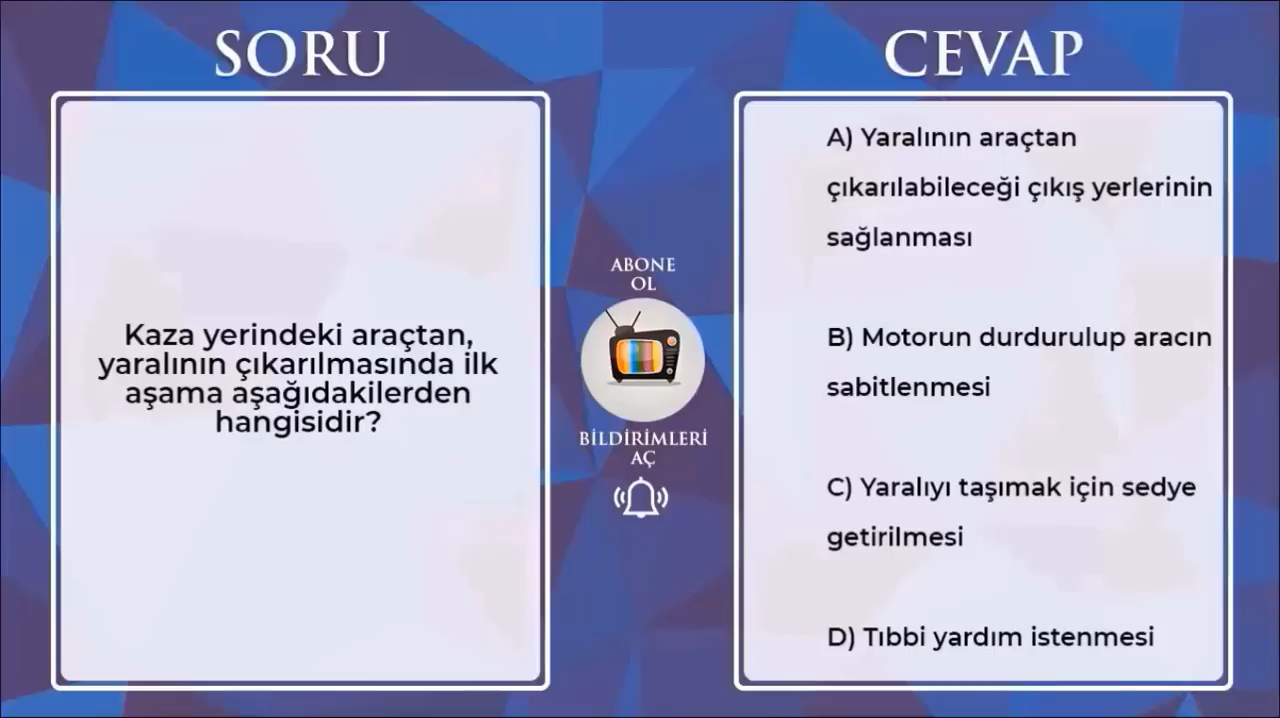 SORU
Kaza yerindeki araçtan,
yaralının çıkarılmasında ilk
aşama aşağıdakilerden
hangisidir?
ABONE
OL
BİLDİRİMLERİ
AÇ
CEVAP
A) Yaralının araçtan
çıkarılabileceği çıkış yerlerinin
sağlanması
B) Motorun durdurulup aracın
sabitlenmesi
C) Yaralıyı taşımak için sedye
getirilmesi
D) Tıbbi yardım istenmesi